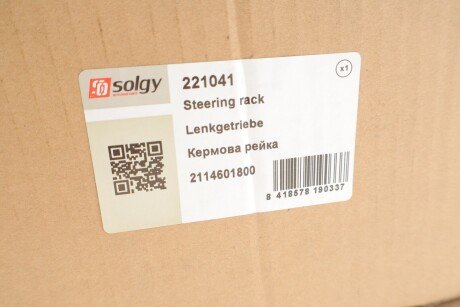 solgy
221041
x1
Steering rack
Lenkgetriebe
Кермова рейка
2114601800
8 418578 190337